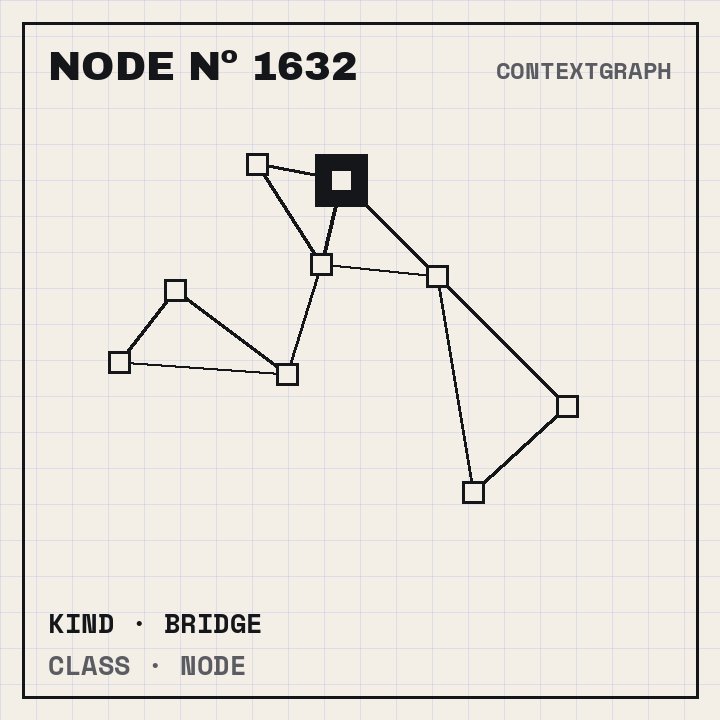 NODE Nº 1632
CONTEXTGRAPH
KIND · BRIDGE
CLASS · NODE